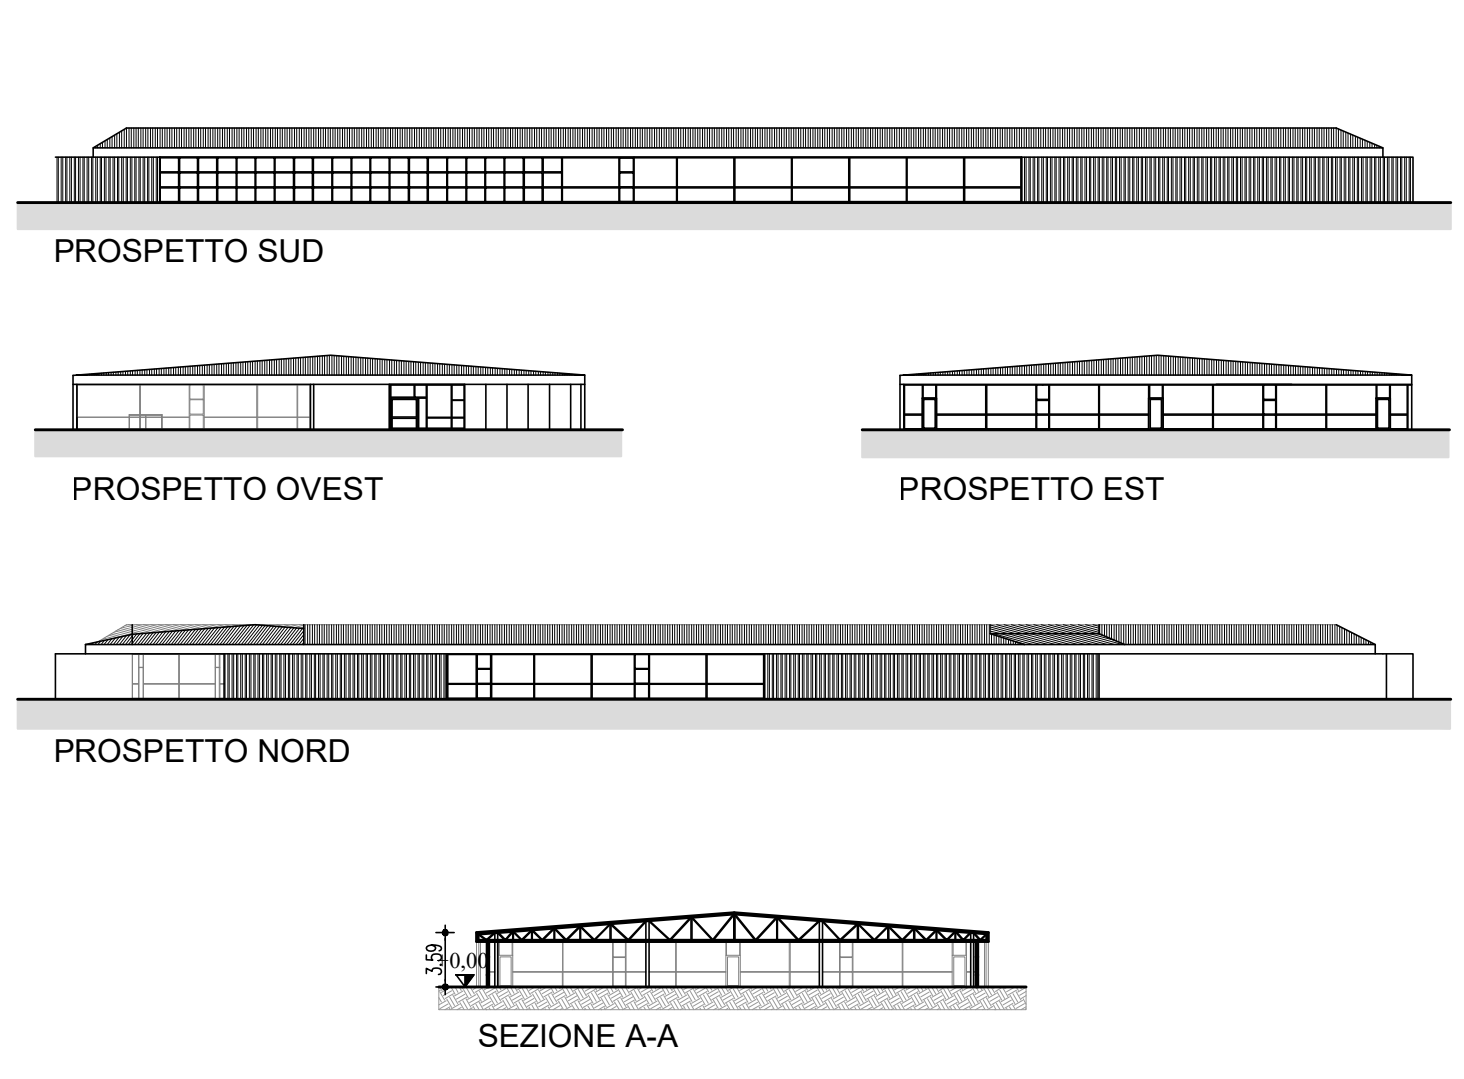 PROSPETTO SUD
PROSPETTO OVEST
PROSPETTO EST
PROSPETTO NORD
3.59
0,00
SEZIONE A-A